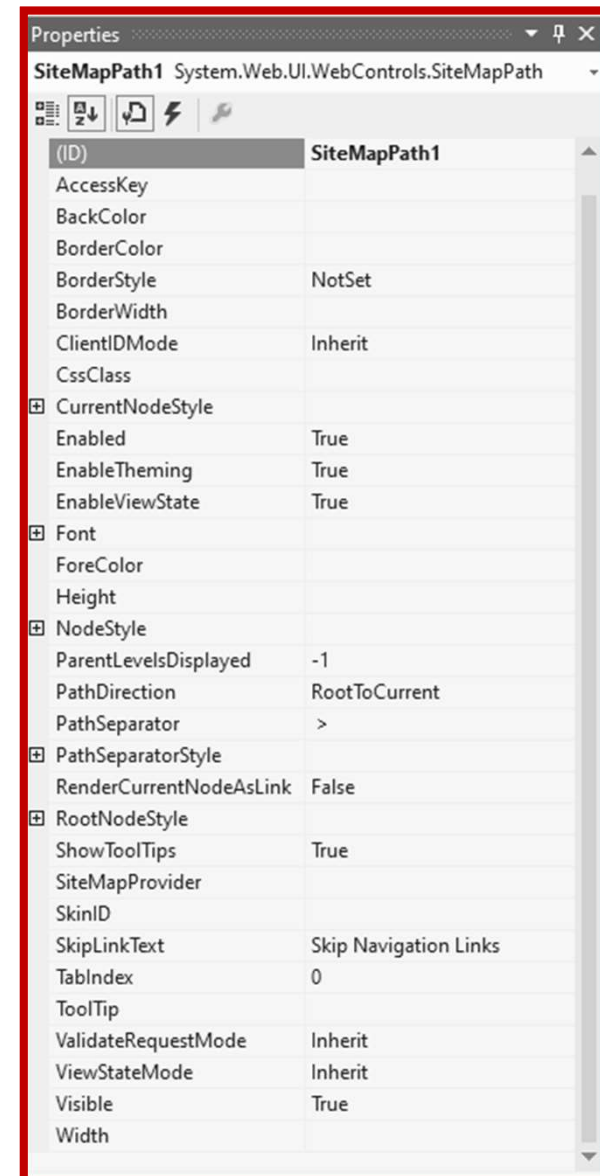 Properties
SiteMapPath1 System.Web.UI.WebControls.SiteMapPath
(ID) SiteMapPath1
AccessKey
BackColor
BorderColor
BorderStyle NotSet
BorderWidth
ClientIDMode Inherit
CssClass
CurrentNodeStyle
Enabled True
EnableTheming True
EnableViewState True
Font
ForeColor
Height
NodeStyle
ParentLevelsDisplayed -1
PathDirection RootToCurrent
PathSeparator >
PathSeparatorStyle
RenderCurrentNodeAsLink False
RootNodeStyle
ShowToolTips True
SiteMapProvider
SkinID
SkipLinkText Skip Navigation Links
TabIndex 0
ToolTip
ValidateRequestMode Inherit
ViewStateMode Inherit
Visible True
Width